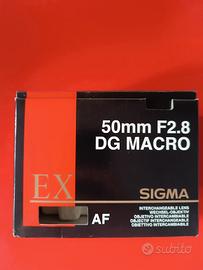 50mm F2.8
DG MACRO
EX
SIGMA
AF
INTERCHANGEABLE LENS
WECHSEL-OBJEKTIV
OBJETIVO INTERCAMBIABLE
OBJECTIF INTERCHANGEABLE
OBIETTIVO INTERCAMBIABILE
subito